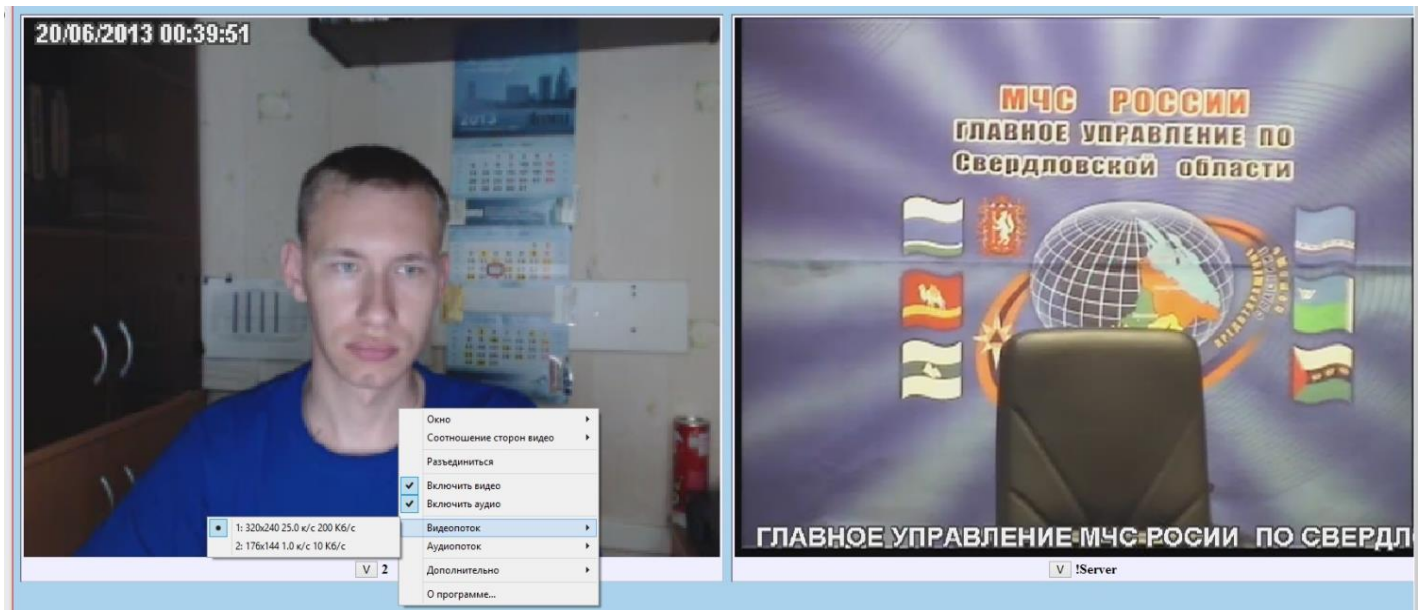 20/06/2013 00:39:51
2013
МЧС РОССИИ
ГЛАВНОЕ УПРАВЛЕНИЕ ПО
Свердловской области
ГЛАВНОЕ УПРАВЛЕНИЕ МЧС РОСИИ ПО СВЕРДЛ
Окно
Соотношение сторон видео
Разъединиться
Включить видео
Включить аудио
Видеопоток
1: 320x240 25.0 к/с 200 Кб/с
2: 176x144 1.0 к/с 10 Кб/с
Аудиопоток
Дополнительно
О программе...
V 2
V !Server